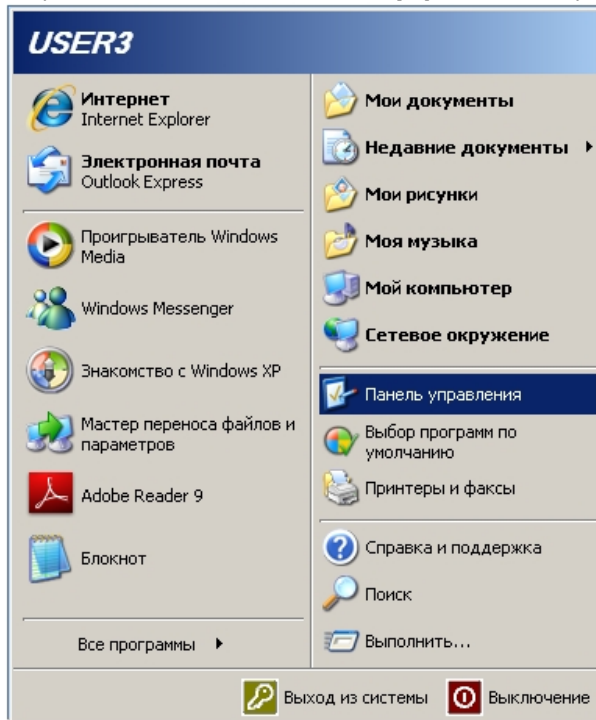 USER3
Интернет
Internet Explorer
Электронная почта
Outlook Express
Проигрыватель Windows
Media
Windows Messenger
Знакомство с Windows XP
Мастер переноса файлов и
параметров
Adobe Reader 9
Блокнот
Все программы
Мои документы
Недавние документы
Мои рисунки
Моя музыка
Мой компьютер
Сетевое окружение
Панель управления
Выбор программ по
умолчанию
Принтеры и факсы
Справка и поддержка
Поиск
Выполнить...
Выход из системы
Выключение